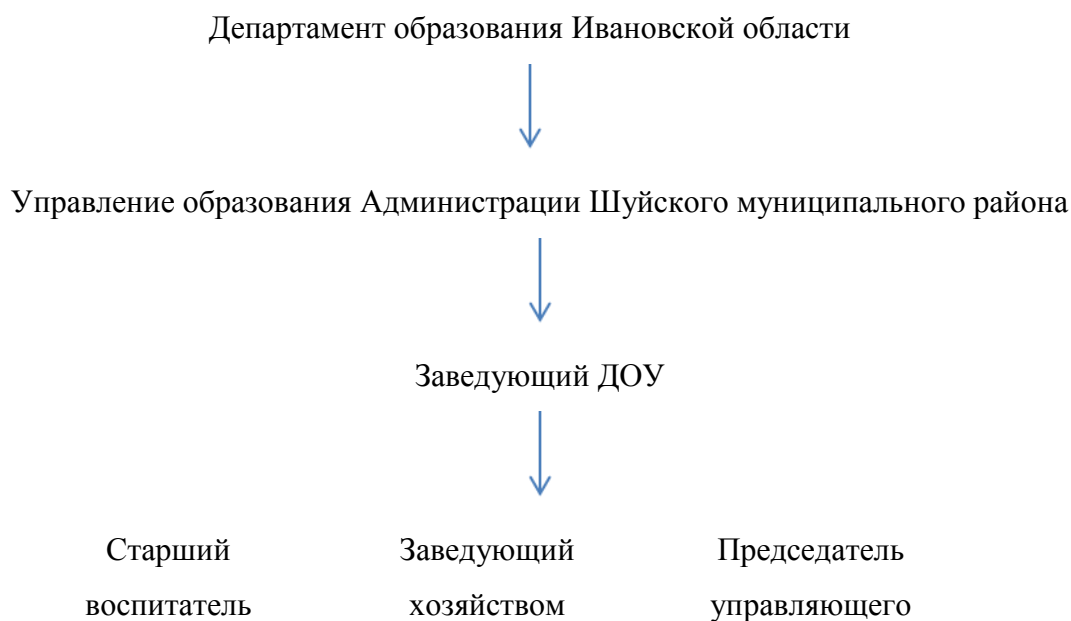 Департамент образования Ивановской области
Управление образования Администрации Шуйского муниципального района
Заведующий ДОУ
Старший Заведующий Председатель
воспитатель хозяйством управляющего